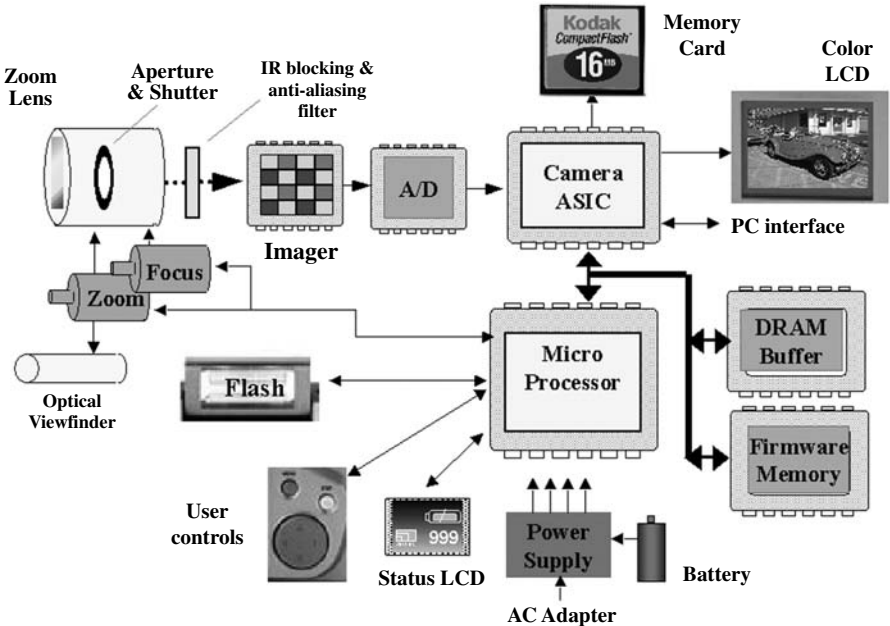 Kodak
CompactFlash
16MB
Memory
Card
Color
LCD
Zoom
Lens
Aperture
& Shutter
IR blocking &
anti-aliasing
filter
Imager
A/D
Camera
ASIC
PC interface
Focus
Zoom
Optical
Viewfinder
Flash
Micro
Processor
DRAM
Buffer
Firmware
Memory
User
controls
999
Status LCD
Power
Supply
Battery
AC Adapter